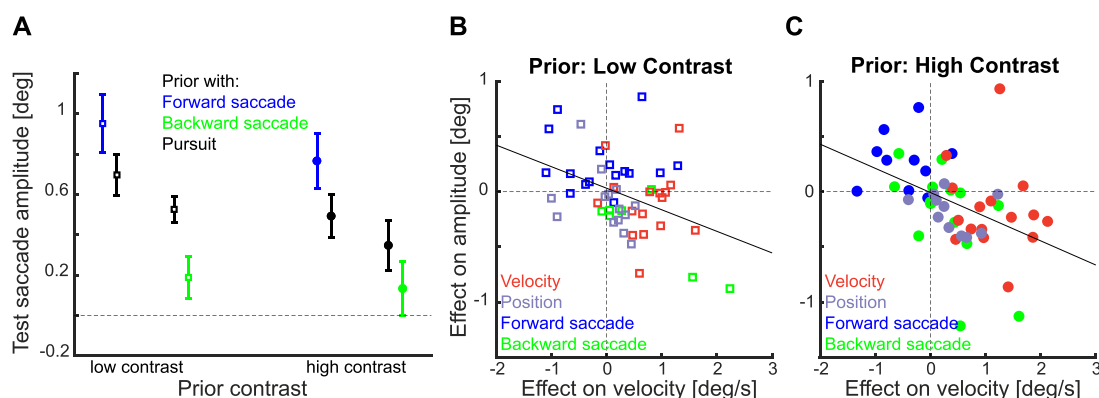 A
Test saccade amplitude [deg]
1
0.6
0.2
-0.2
Prior with:
Forward saccade
Backward saccade
Pursuit
low contrast
high contrast
Prior contrast
B
Prior: Low Contrast
Effect on amplitude [deg]
1
0
-1
Velocity
Position
Forward saccade
Backward saccade
-2 -1 0 1 2 3
Effect on velocity [deg/s]
C
Prior: High Contrast
1
0
-1
Velocity
Position
Forward saccade
Backward saccade
-2 -1 0 1 2 3
Effect on velocity [deg/s]